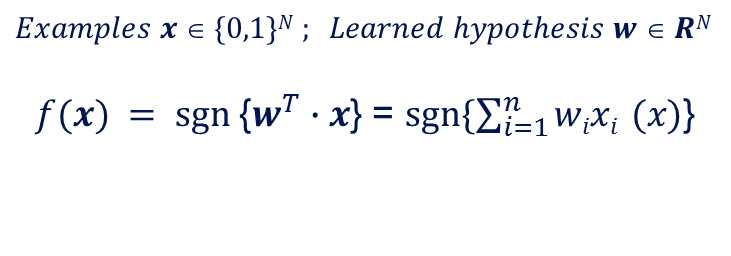 Examples x ∈ {0,1}^N ; Learned hypothesis w ∈ R^N
f(x) = sgn {w^T · x} = sgn{∑_{i=1}^n w_i x_i (x)}